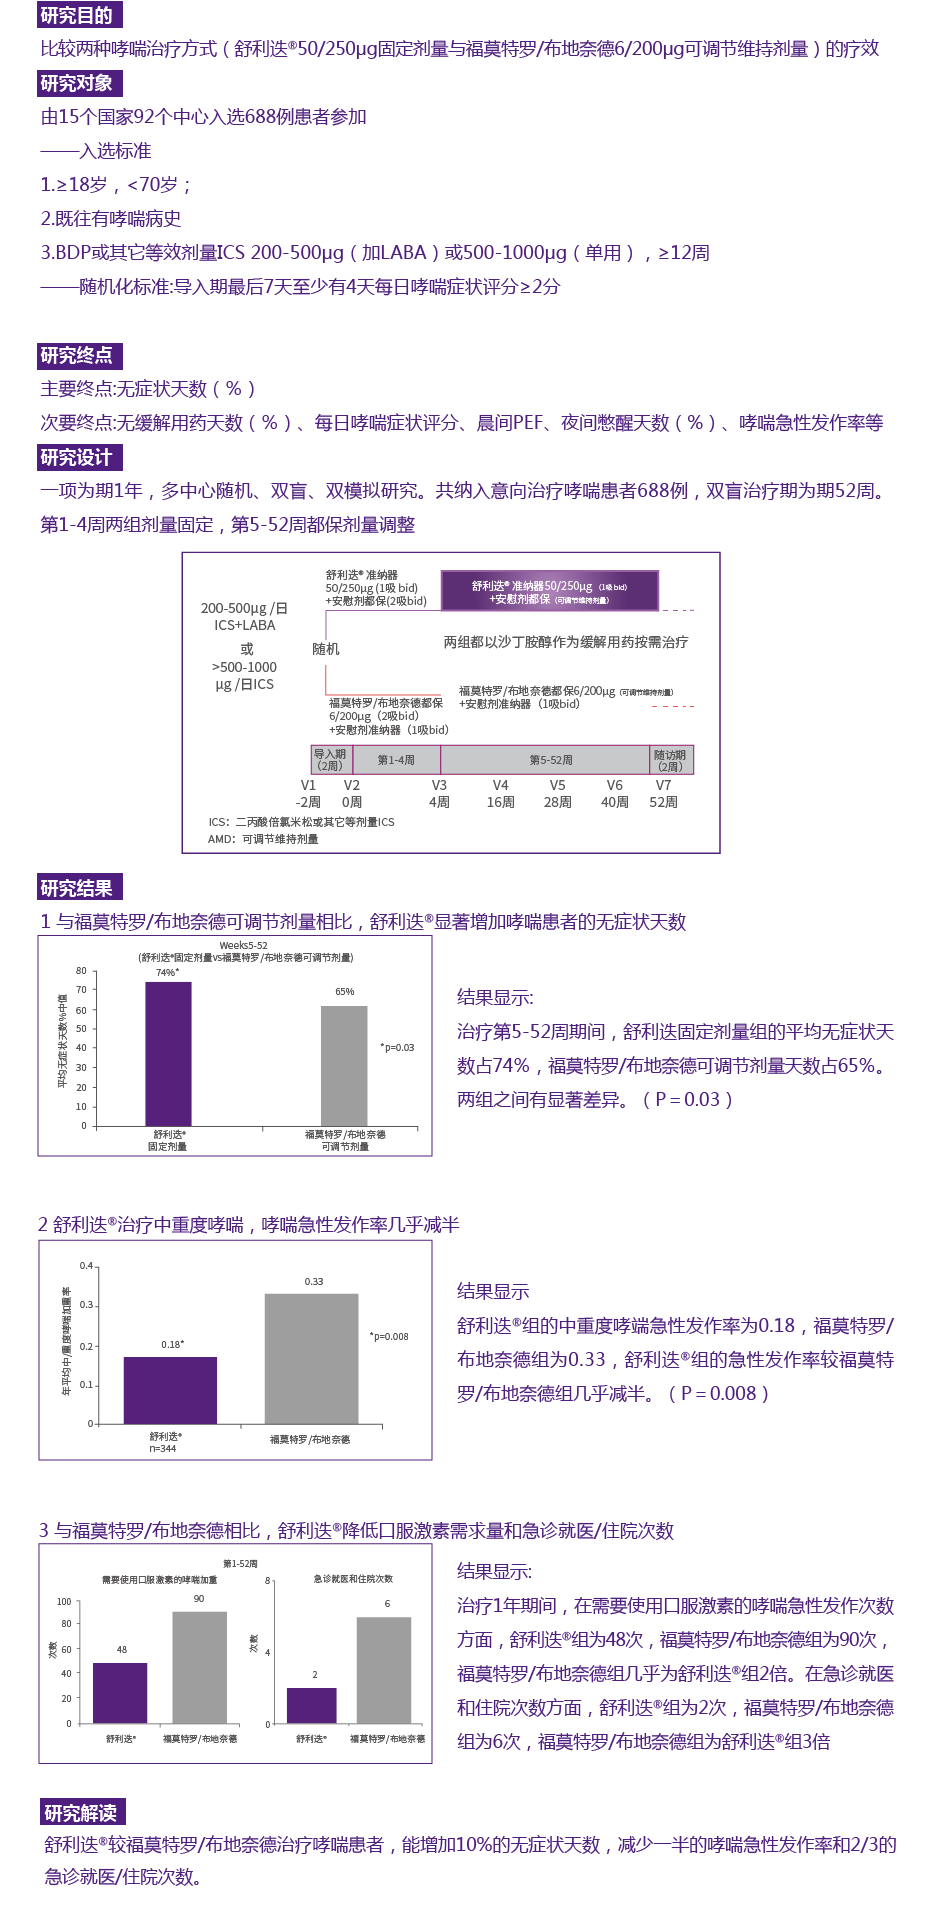 研究目的
比较两种哮喘治疗方式（舒利迭®50/250μg固定剂量与福莫特罗/布地奈德6/200μg可调节维持剂量）的疗效
研究对象
由15个国家92个中心入选688例患者参加
——入选标准
1.≥18岁，<70岁；
2.既往有哮喘病史
3.BDP或其它等效剂量ICS 200-500μg（加LABA）或500-1000μg（单用），≥12周
——随机化标准:导入期最后7天至少有4天每日哮喘症状评分≥2分
研究终点
主要终点:无症状天数（%）
次要终点:无缓解用药天数（%）、每日哮喘症状评分、晨间PEF、夜间憋醒天数（%）、哮喘急性发作率等
研究设计
一项为期1年，多中心随机、双盲、双模拟研究。共纳入意向治疗哮喘患者688例，双盲治疗期为期52周。
第1-4周两组剂量固定，第5-52周都保剂量调整
舒利迭® 准纳器
50/250μg (1吸 bid)
+安慰剂都保(2吸bid)
舒利迭® 准纳器50/250μg（1吸 bid）
+安慰剂都保（可调节维持剂量）
200-500μg /日
ICS+LABA
或
>500-1000
μg /日ICS
随机
两组都以沙丁胺醇作为缓解用药按需治疗
福莫特罗/布地奈德都保
6/200μg（2吸bid）
+安慰剂准纳器（1吸bid）
福莫特罗/布地奈德都保6/200μg（可调节维持剂量）
+安慰剂准纳器（1吸bid）
导入期
（2周）
第1-4周
第5-52周
随访期
（2周）
V1 V2 V3 V4 V5 V6 V7
-2周 0周 4周 16周 28周 40周 52周
ICS：二丙酸倍氯米松或其它等剂量ICS
AMD：可调节维持剂量
研究结果
1 与福莫特罗/布地奈德可调节剂量相比，舒利迭®显著增加哮喘患者的无症状天数
Weeks5-52
(舒利迭®固定剂量vs福莫特罗/布地奈德可调节剂量)
平均无症状天数%中值
80
70
60
50
40
30
20
10
0
74%*
65%
*p=0.03
舒利迭®
固定剂量
福莫特罗/布地奈德
可调节剂量
结果显示:
治疗第5-52周期间，舒利迭固定剂量组的平均无症状天
数占74%，福莫特罗/布地奈德可调节剂量天数占65%。
两组之间有显著差异。（P＝0.03）
2 舒利迭®治疗中重度哮喘，哮喘急性发作率几乎减半
年平均中/重度哮喘加重率
0.4
0.3
0.2
0.1
0
0.18*
0.33
*p=0.008
舒利迭®
n=344
福莫特罗/布地奈德
结果显示
舒利迭®组的中重度哮喘急性发作率为0.18，福莫特罗/
布地奈德组为0.33，舒利迭®组的急性发作率较福莫特
罗/布地奈德组几乎减半。（P＝0.008）
3 与福莫特罗/布地奈德相比，舒利迭®降低口服激素需求量和急诊就医/住院次数
第1-52周
需要使用口服激素的哮喘加重
次数
100
80
60
40
20
0
48
90
舒利迭®
福莫特罗/布地奈德
急诊就医和住院次数
次数
8
4
0
2
6
舒利迭®
福莫特罗/布地奈德
结果显示:
治疗1年期间，在需要使用口服激素的哮喘急性发作次数
方面，舒利迭®组为48次，福莫特罗/布地奈德组为90次，
福莫特罗/布地奈德组几乎为舒利迭®组2倍。在急诊就医
和住院次数方面，舒利迭®组为2次，福莫特罗/布地奈德
组为6次，福莫特罗/布地奈德组为舒利迭®组3倍
研究解读
舒利迭®较福莫特罗/布地奈德治疗哮喘患者，能增加10%的无症状天数，减少一半的哮喘急性发作率和2/3的
急诊就医/住院次数。